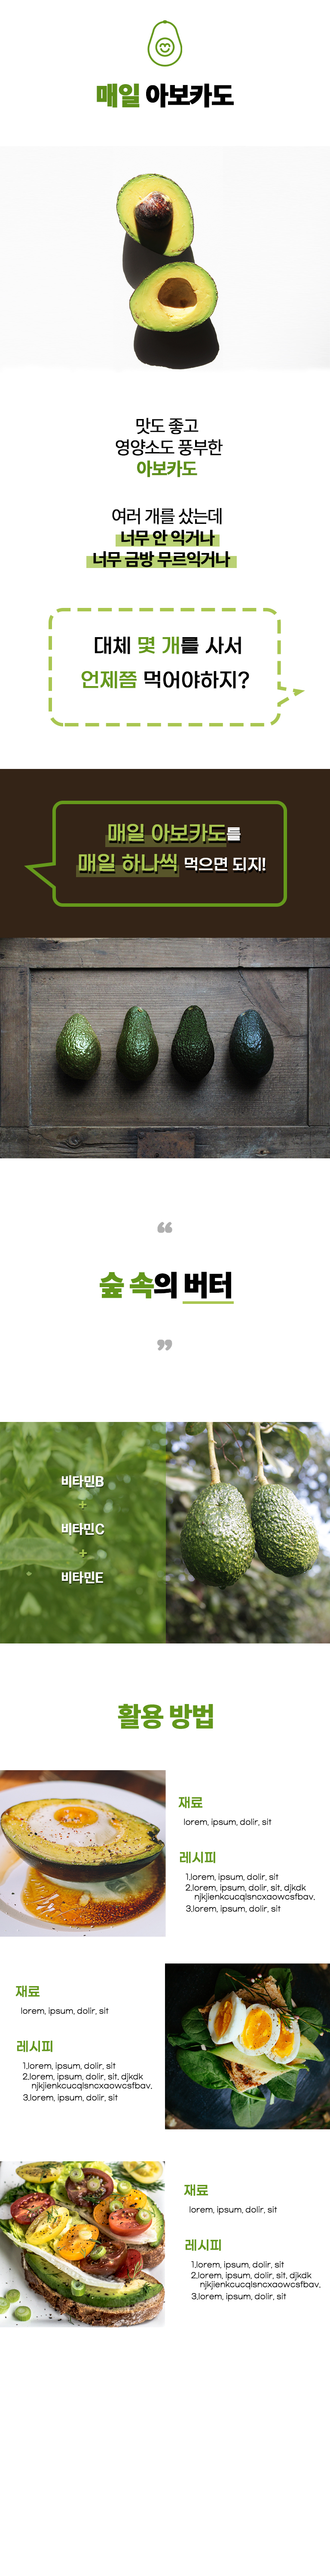 매일 아보카도
맛도 좋고
영양소도 풍부한
아보카도
여러 개를 샀는데
너무 안 익거나
너무 금방 무르익거나
대체 몇 개를 사서
언제쯤 먹어야하지?
매일 아보카도를
매일 하나씩 먹으면 되지!
“
숲 속의 버터
”
비타민B
+
비타민C
+
비타민E
활용 방법
재료
lorem, ipsum, dolir, sit
레시피
1.lorem, ipsum, dolir, sit
2.lorem, ipsum, dolir, sit, djkdk
njkjienkcucqlsncxaowcsfbav.
3.lorem, ipsum, dolir, sit
재료
lorem, ipsum, dolir, sit
레시피
1.lorem, ipsum, dolir, sit
2.lorem, ipsum, dolir, sit, djkdk
njkjienkcucqlsncxaowcsfbav.
3.lorem, ipsum, dolir, sit
재료
lorem, ipsum, dolir, sit
레시피
1.lorem, ipsum, dolir, sit
2.lorem, ipsum, dolir, sit, djkdk
njkjienkcucqlsncxaowcsfbav.
3.lorem, ipsum, dolir, sit